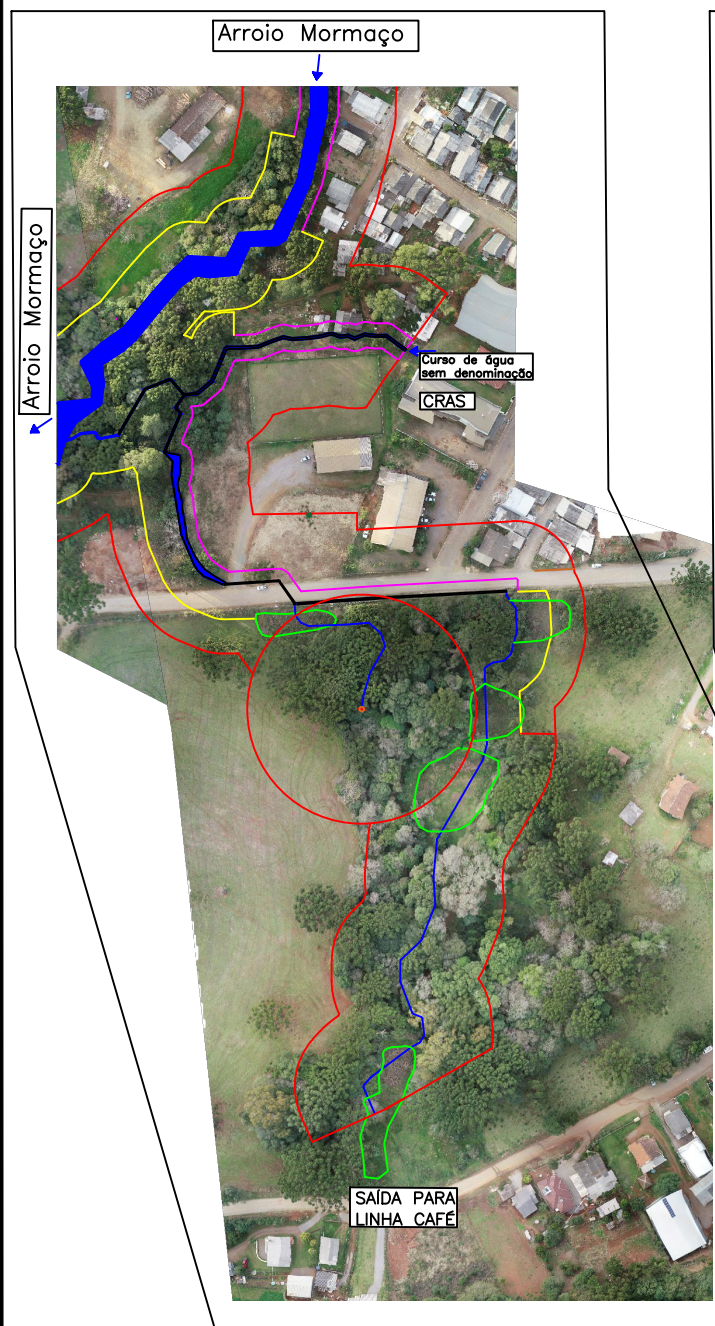 Arroio Mormaço
Arroio Mormaço
Curso de água
sem denominação
CRAS
SAÍDA PARA
LINHA CAFÉ